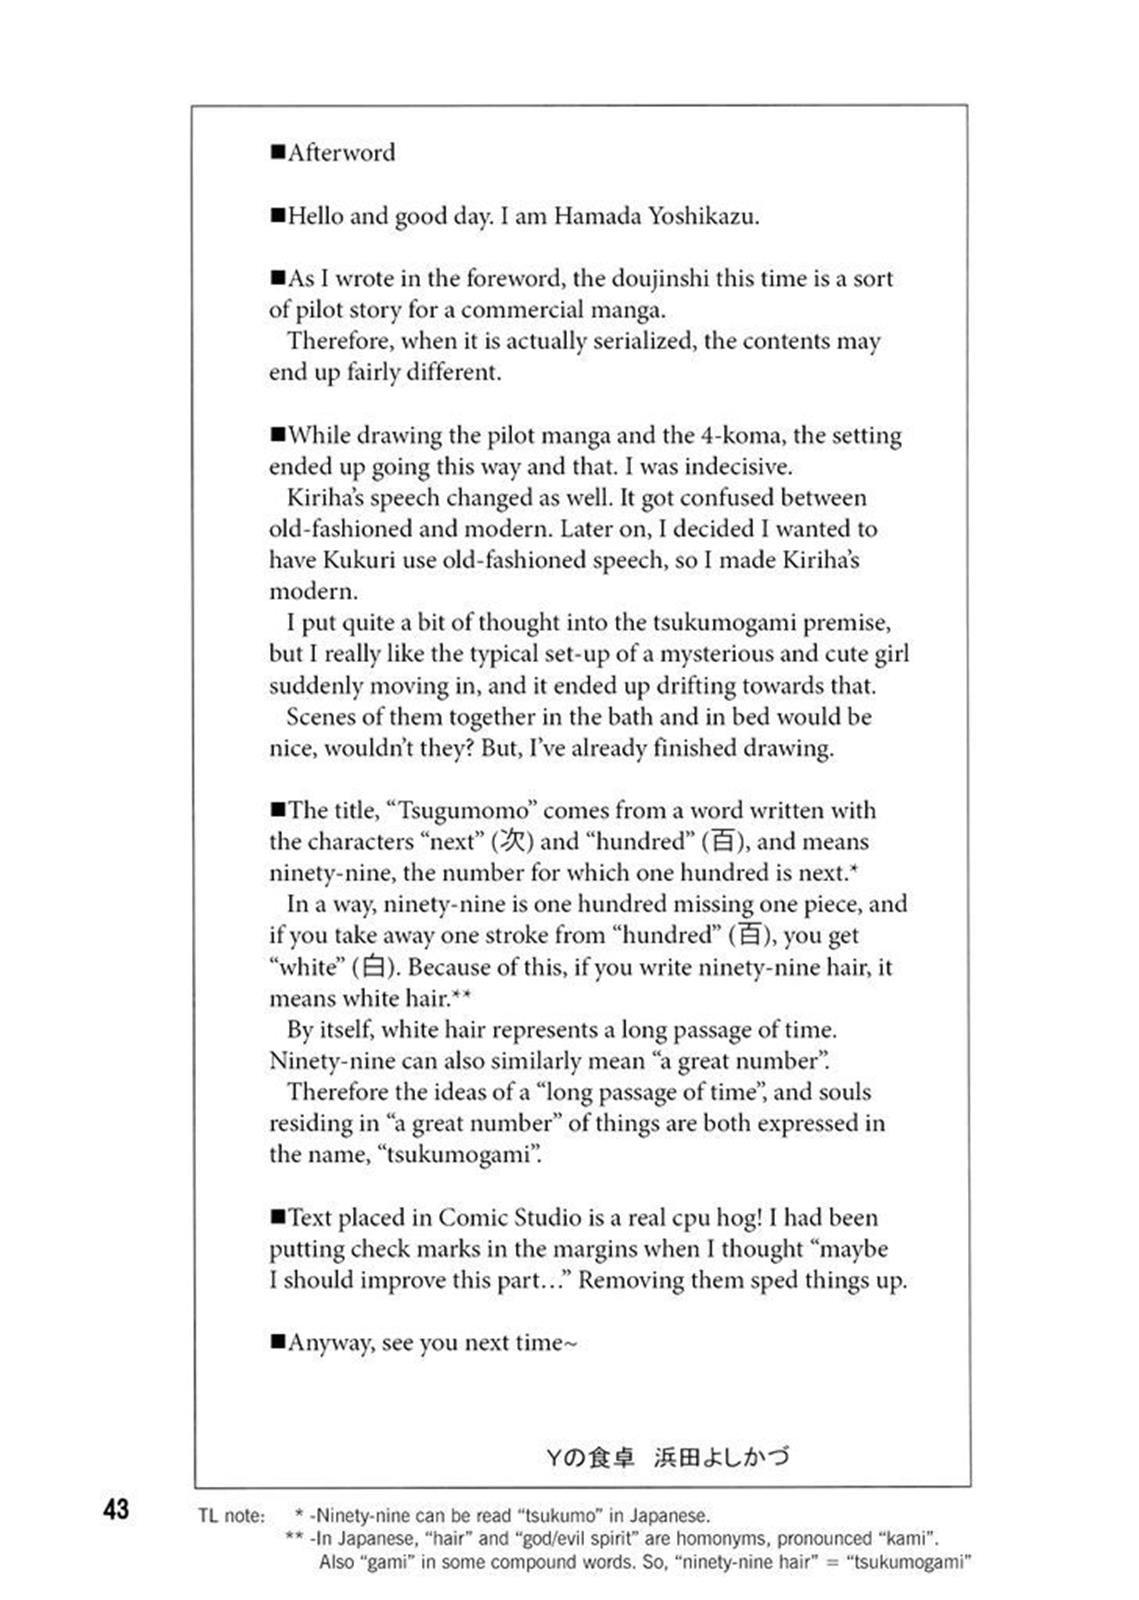 ■Afterword
■Hello and good day. I am Hamada Yoshikazu.
■As I wrote in the foreword, the doujinshi this time is a sort
of pilot story for a commercial manga.
Therefore, when it is actually serialized, the contents may
end up fairly different.
■While drawing the pilot manga and the 4-koma, the setting
ended up going this way and that. I was indecisive.
Kiriha's speech changed as well. It got confused between
old-fashioned and modern. Later on, I decided I wanted to
have Kukuri use old-fashioned speech, so I made Kiriha's
modern.
I put quite a bit of thought into the tsukumogami premise,
but I really like the typical set-up of a mysterious and cute girl
suddenly moving in, and it ended up drifting towards that.
Scenes of them together in the bath and in bed would be
nice, wouldn't they? But, I've already finished drawing.
■The title, “Tsugumomo” comes from a word written with
the characters “next” (次) and “hundred” (百), and means
ninety-nine, the number for which one hundred is next.*
In a way, ninety-nine is one hundred missing one piece, and
if you take away one stroke from “hundred” (百), you get
“white” (白). Because of this, if you write ninety-nine hair, it
means white hair.**
By itself, white hair represents a long passage of time.
Ninety-nine can also similarly mean “a great number”.
Therefore the ideas of a “long passage of time”, and souls
residing in “a great number” of things are both expressed in
the name, “tsukumogami”.
■Text placed in Comic Studio is a real cpu hog! I had been
putting check marks in the margins when I thought “maybe
I should improve this part…” Removing them sped things up.
■Anyway, see you next time~
Yの食卓 浜田よしかづ
43
TL note: * -Ninety-nine can be read “tsukumo” in Japanese.
** -In Japanese, “hair” and “god/evil spirit” are homonyms, pronounced “kami”.
Also “gami” in some compound words. So, “ninety-nine hair” = “tsukumogami”